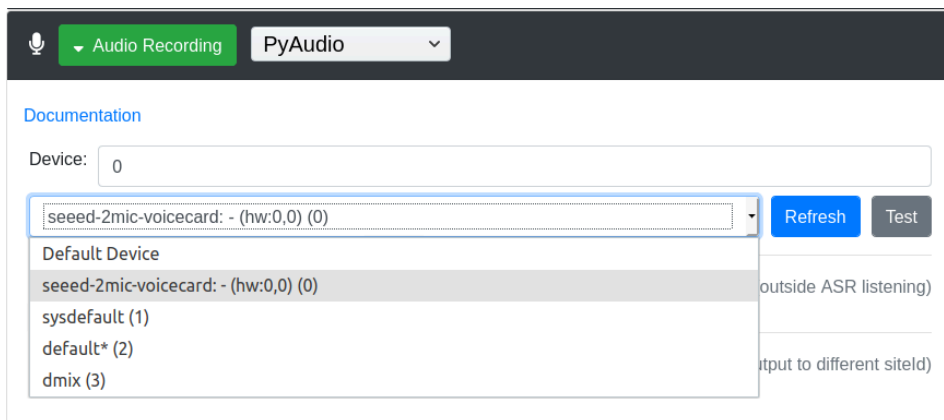 Audio Recording PyAudio
Documentation
Device: 0
seeed-2mic-voicecard: - (hw:0,0) (0) Refresh Test
Default Device
seeed-2mic-voicecard: - (hw:0,0) (0)
outside ASR listening)
sysdefault (1)
default* (2)
to different siteId)
dmix (3)